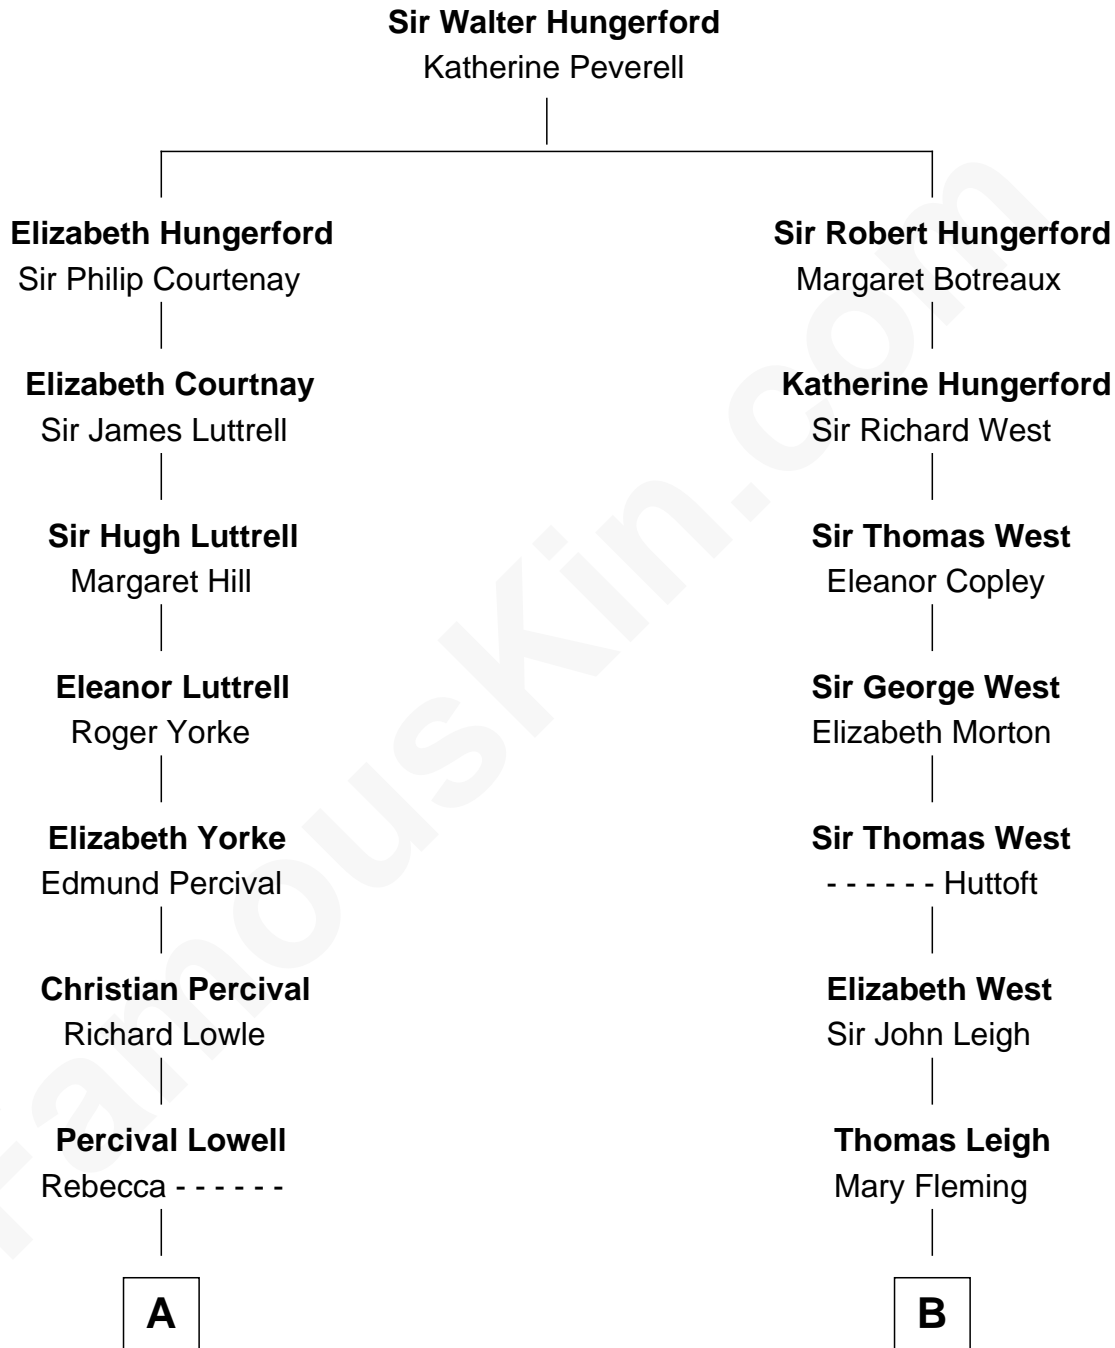 Sir Walter Hungerford
Katherine Peverell
Elizabeth Hungerford
Sir Philip Courtenay
Sir Robert Hungerford
Margaret Botreaux
Elizabeth Courtnay
Sir James Luttrell
Katherine Hungerford
Sir Richard West
Sir Hugh Luttrell
Margaret Hill
Sir Thomas West
Eleanor Copley
Eleanor Luttrell
Roger Yorke
Sir George West
Elizabeth Morton
Elizabeth Yorke
Edmund Percival
Sir Thomas West
- - - - - - Huttoft
Christian Percival
Richard Lowle
Elizabeth West
Sir John Leigh
Percival Lowell
Rebecca - - - - - -
Thomas Leigh
Mary Fleming
A
B
FamousKin.com